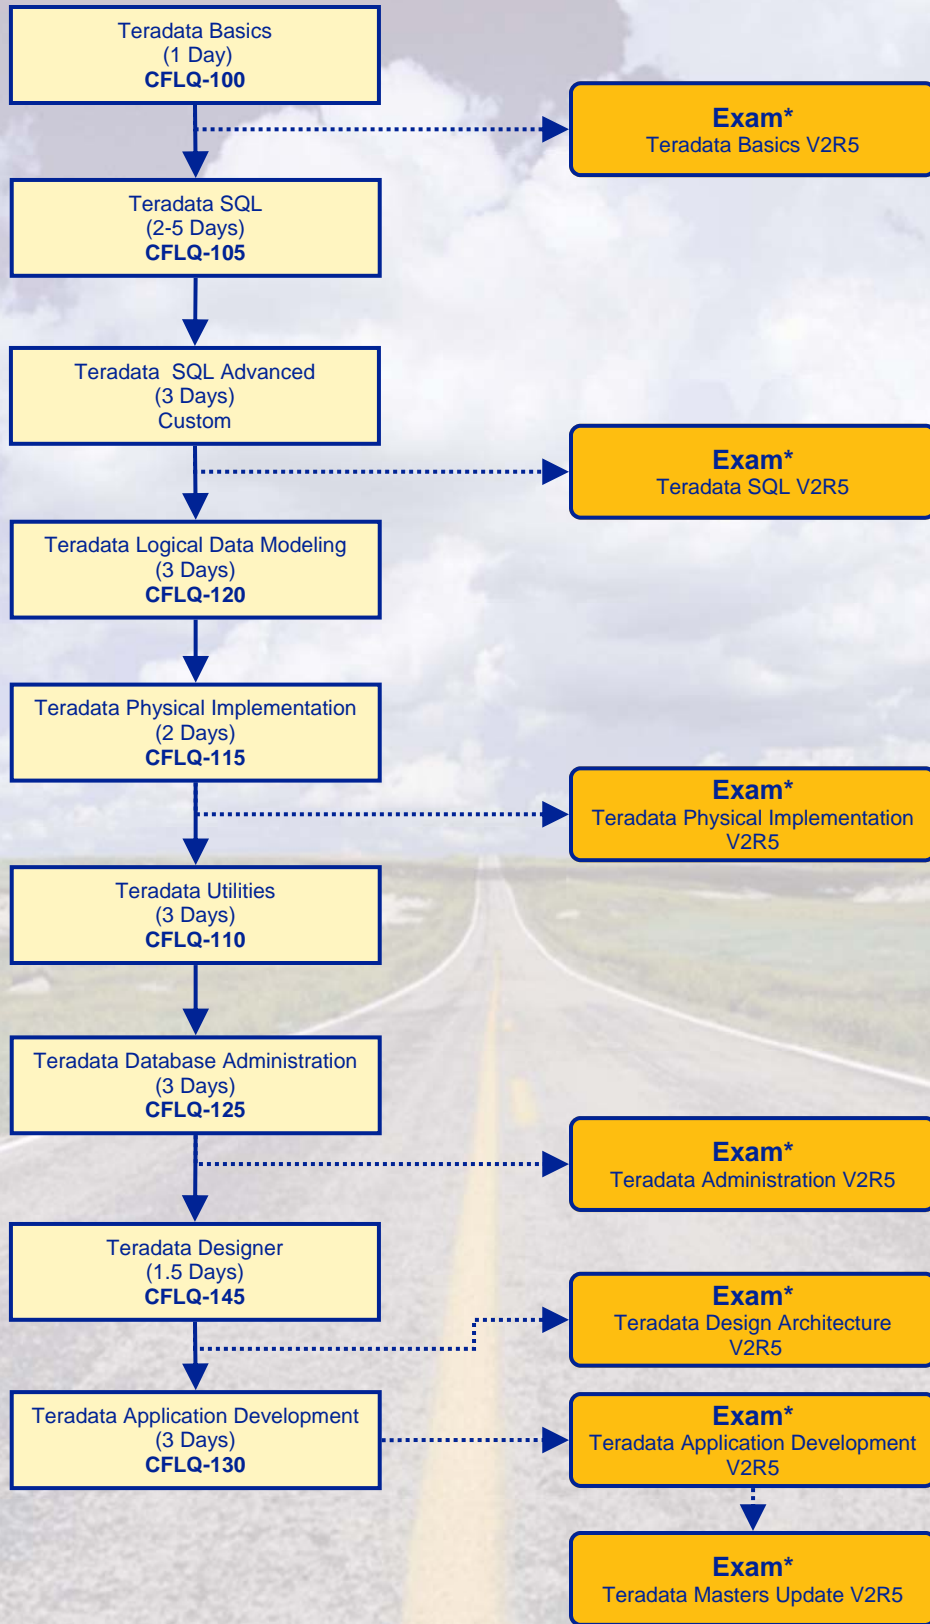 Teradata Basics
(1 Day)
CFLQ-100
Exam*
Teradata Basics V2R5
Teradata SQL
(2-5 Days)
CFLQ-105
Teradata SQL Advanced
(3 Days)
Custom
Exam*
Teradata SQL V2R5
Teradata Logical Data Modeling
(3 Days)
CFLQ-120
Teradata Physical Implementation
(2 Days)
CFLQ-115
Exam*
Teradata Physical Implementation
V2R5
Teradata Utilities
(3 Days)
CFLQ-110
Teradata Database Administration
(3 Days)
CFLQ-125
Exam*
Teradata Administration V2R5
Teradata Designer
(1.5 Days)
CFLQ-145
Exam*
Teradata Design Architecture
V2R5
Teradata Application Development
(3 Days)
CFLQ-130
Exam*
Teradata Application Development
V2R5
Exam*
Teradata Masters Update V2R5